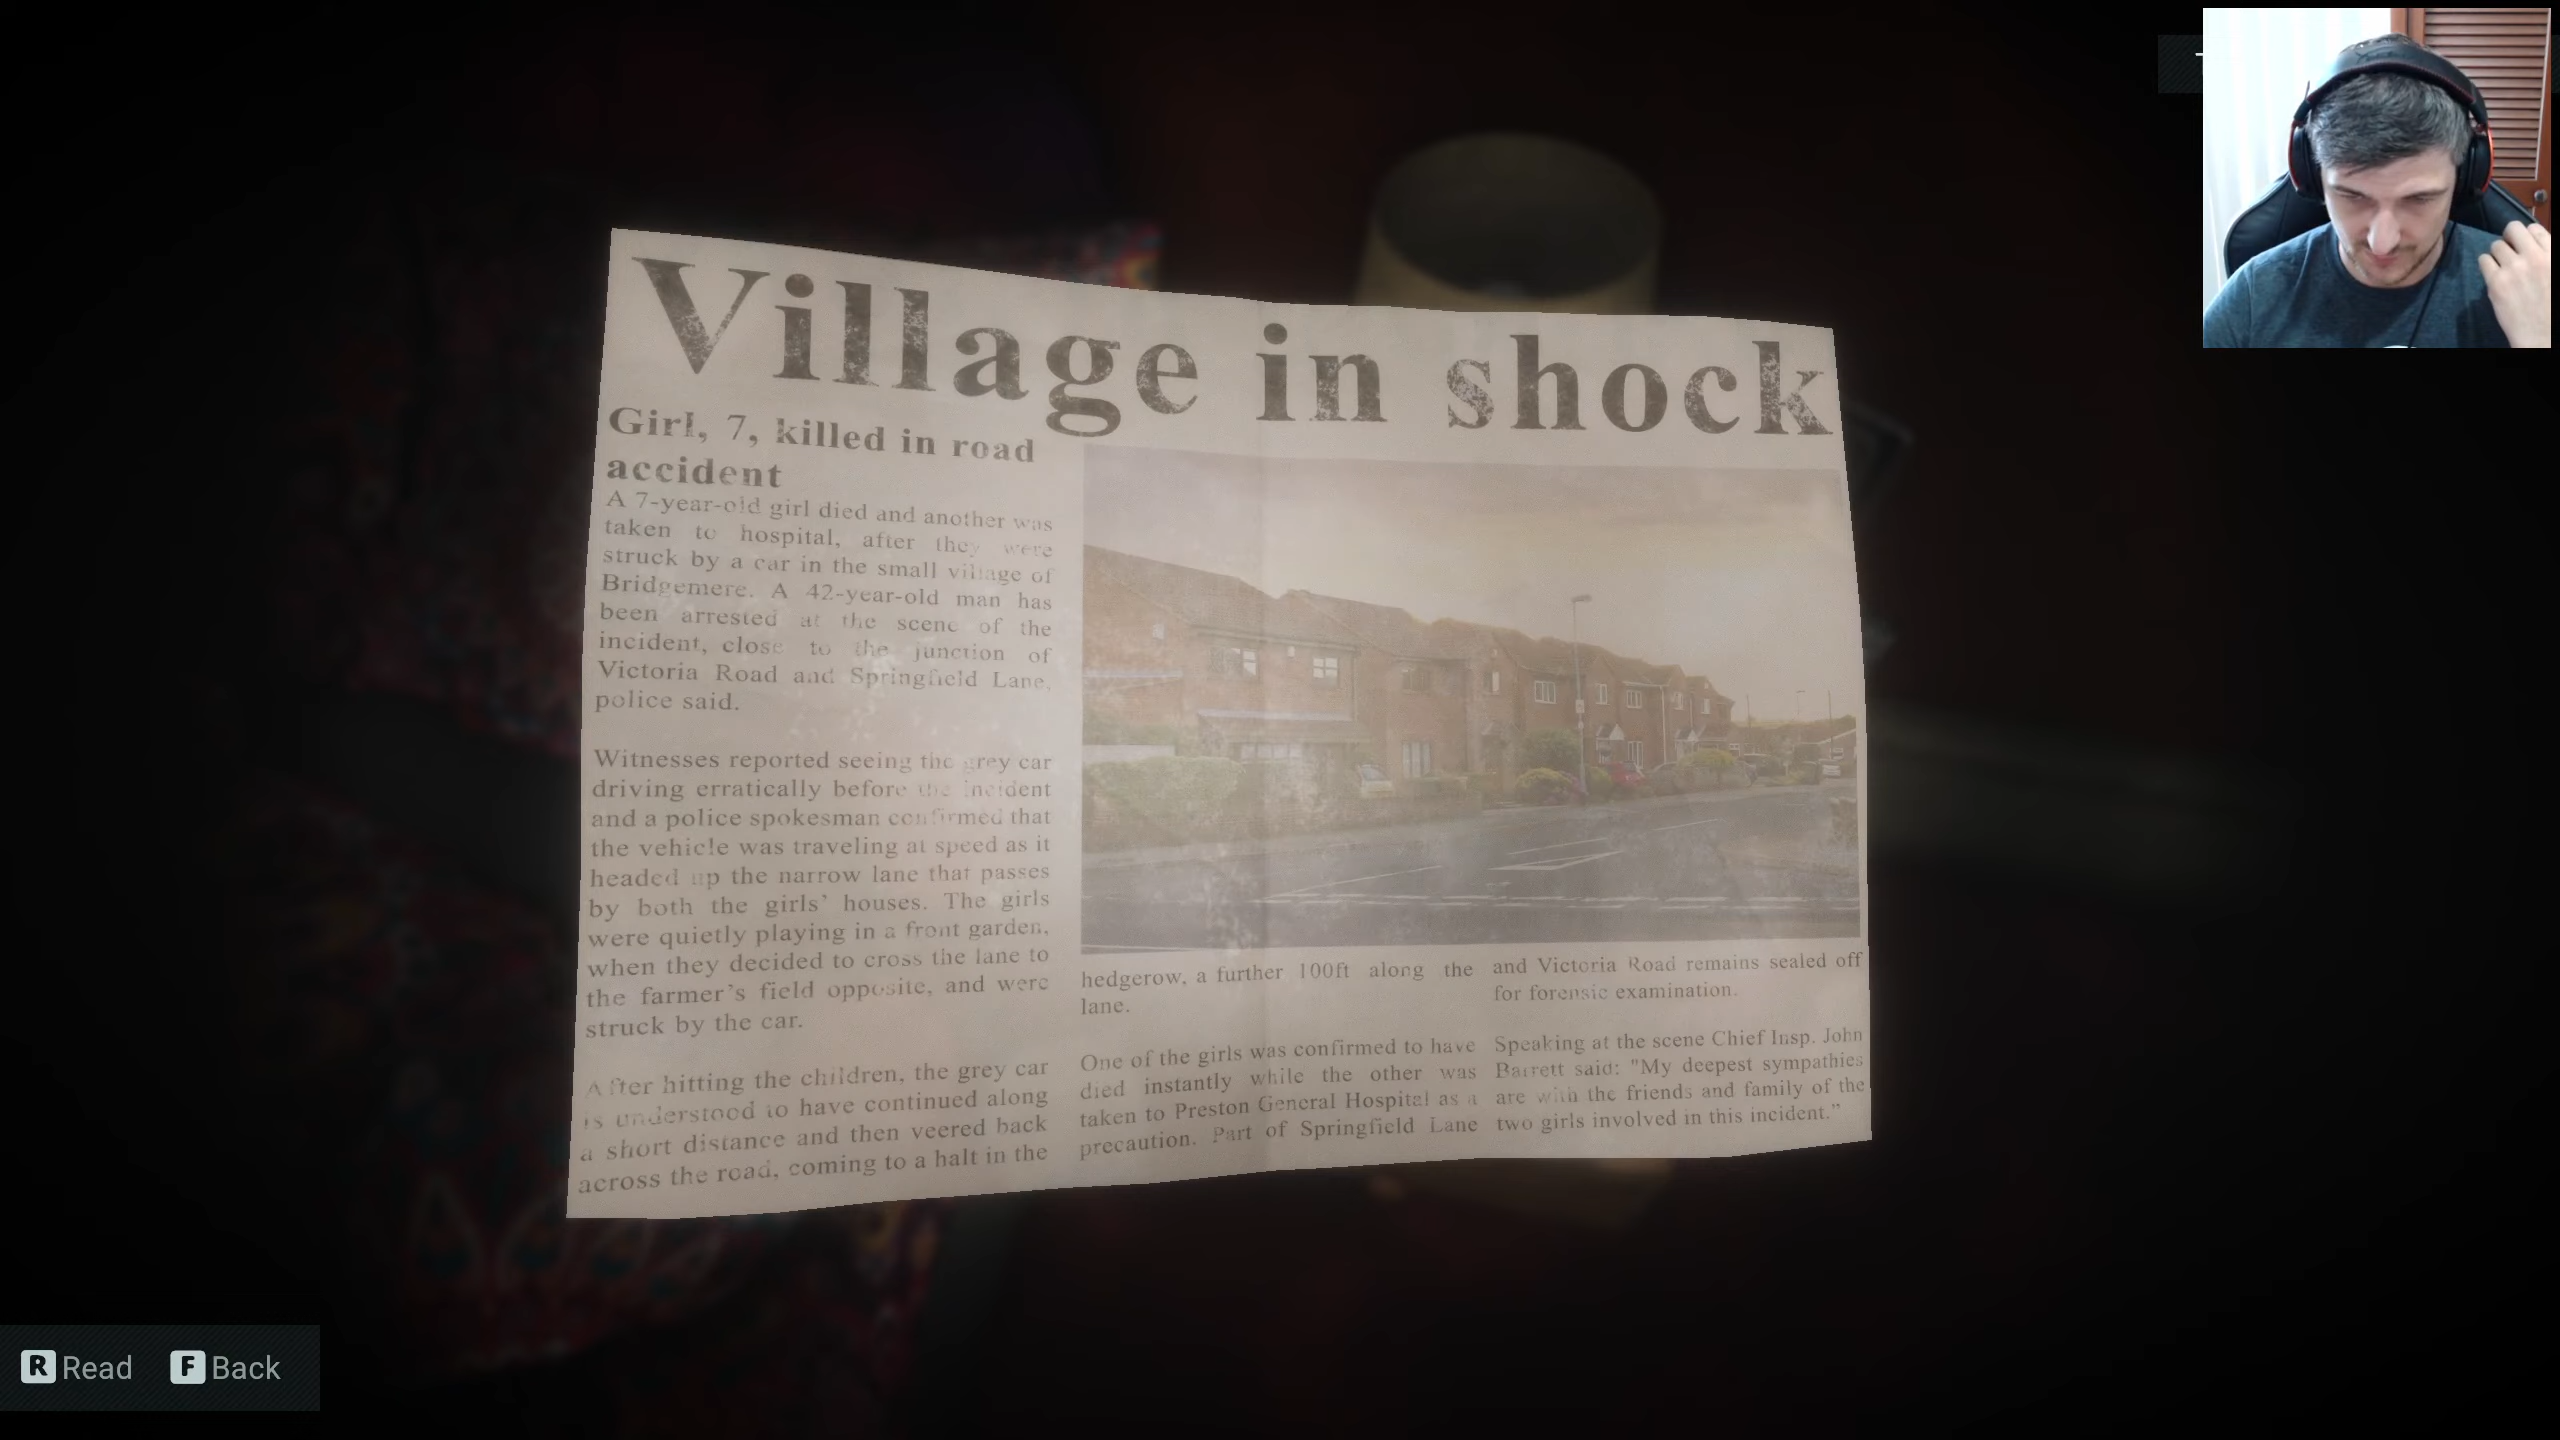 Village in shock
Girl, 7, killed in road
accident
A 7-year-old girl died and another was
taken to hospital, after they were
struck by a car in the small village of
Bridgemere. A 42-year-old man has
been arrested at the scene of the
incident, close to the junction of
Victoria Road and Springfield Lane,
police said.
Witnesses reported seeing the grey car
driving erratically before the incident
and a police spokesman confirmed that
the vehicle was traveling at speed as it
headed up the narrow lane that passes
by both the girls' houses. The girls
were quietly playing in a front garden,
when they decided to cross the lane to
the farmer's field opposite, and were
struck by the car.
After hitting the children, the grey car
is understood to have continued along
a short distance and then veered back
across the road, coming to a halt in the
hedgerow, a further 100ft along the
lane.
One of the girls was confirmed to have
died instantly while the other was
taken to Preston General Hospital as a
precaution. Part of Springfield Lane
and Victoria Road remains sealed off
for forensic examination.
Speaking at the scene Chief Insp. John
Barrett said: "My deepest sympathies
are with the friends and family of the
two girls involved in this incident."
R Read F Back